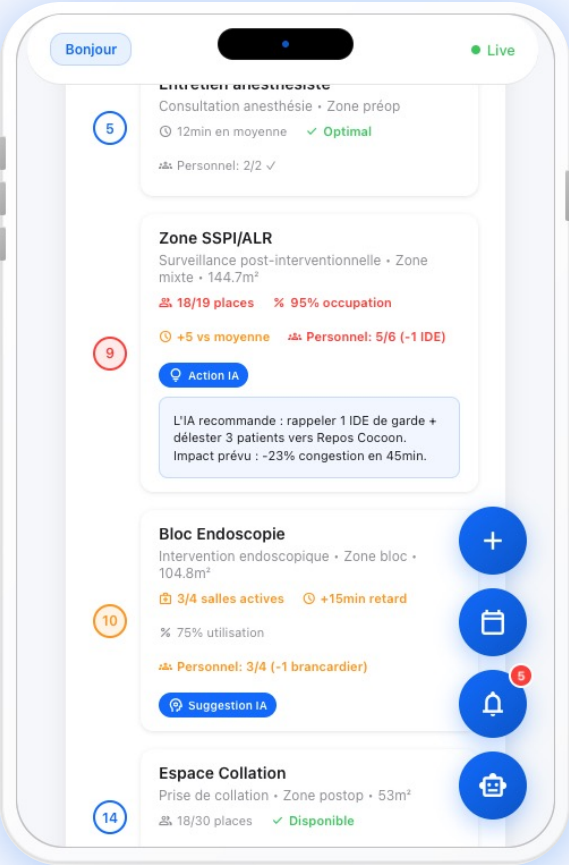 Bonjour
Live
Entretien anesthésiste
Consultation anesthésie • Zone préop
5
12min en moyenne ✓ Optimal
Personnel: 2/2 ✓
Zone SSPI/ALR
Surveillance post-interventionnelle • Zone
mixte • 144.7m²
18/19 places % 95% occupation
+5 vs moyenne Personnel: 5/6 (-1 IDE)
9
Action IA
L'IA recommande : rappeler 1 IDE de garde +
délester 3 patients vers Repos Cocoon.
Impact prévu : -23% congestion en 45min.
Bloc Endoscopie
Intervention endoscopique • Zone bloc •
104.8m²
3/4 salles actives +15min retard
10
% 75% utilisation
Personnel: 3/4 (-1 brancardier)
5
Suggestion IA
Espace Collation
Prise de collation • Zone postop • 53m²
14
18/30 places ✓ Disponible